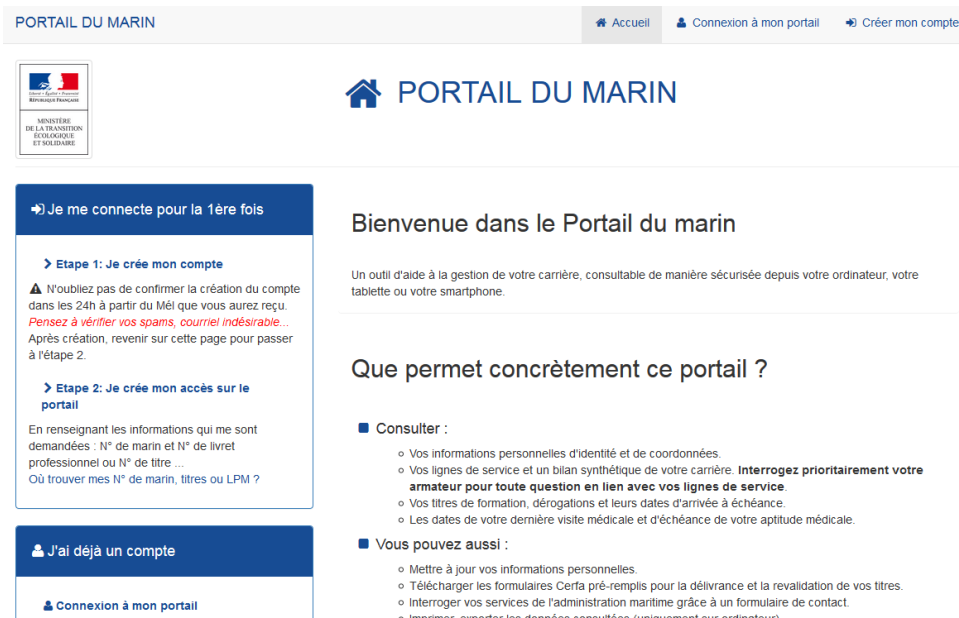 PORTAIL DU MARIN
Accueil
Connexion à mon portail
Créer mon compte
Liberté • Égalité • Fraternité
RÉPUBLIQUE FRANÇAISE
MINISTÈRE
DE LA TRANSITION
ÉCOLOGIQUE
ET SOLIDAIRE
PORTAIL DU MARIN
Je me connecte pour la 1ère fois
Etape 1: Je crée mon compte
N'oubliez pas de confirmer la création du compte
dans les 24h à partir du Mél que vous aurez reçu.
Pensez à vérifier vos spams, courriel indésirable...
Après création, revenir sur cette page pour passer
à l'étape 2.
Etape 2: Je crée mon accès sur le
portail
En renseignant les informations qui me sont
demandées : N° de marin et N° de livret
professionnel ou N° de titre ...
Où trouver mes N° de marin, titres ou LPM ?
J'ai déjà un compte
Connexion à mon portail
Bienvenue dans le Portail du marin
Un outil d'aide à la gestion de votre carrière, consultable de manière sécurisée depuis votre ordinateur, votre
tablette ou votre smartphone.
Que permet concrètement ce portail ?
Consulter :
Vos informations personnelles d'identité et de coordonnées.
Vos lignes de service et un bilan synthétique de votre carrière. Interrogez prioritairement votre
armateur pour toute question en lien avec vos lignes de service.
Vos titres de formation, dérogations et leurs dates d'arrivée à échéance.
Les dates de votre dernière visite médicale et d'échéance de votre aptitude médicale.
Vous pouvez aussi :
Mettre à jour vos informations personnelles.
Télécharger les formulaires Cerfa pré-remplis pour la délivrance et la revalidation de vos titres.
Interroger vos services de l'administration maritime grâce à un formulaire de contact.
Imprimer, exporter les données consultées (uniquement sur ordinateur)